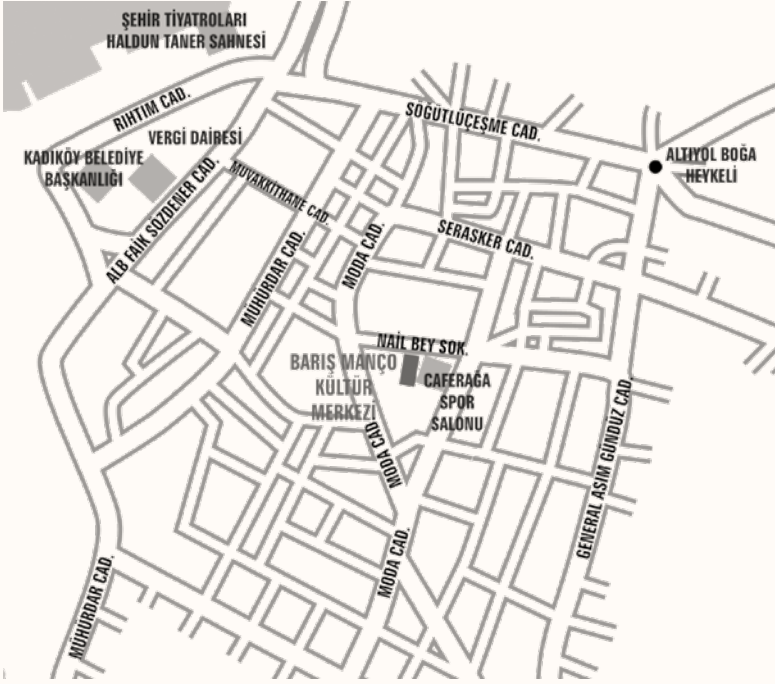 ŞEHİR TİYATROLARI
HALDUN TANER SAHNESİ
RIHTIM CAD.
SÖĞÜTLÜÇEŞME CAD.
VERGİ DAİRESİ
KADIKÖY BELEDİYE
BAŞKANLIĞI
ALTIYOL BOĞA
HEYKELİ
MUVAKKİTHANE CAD.
ALB FAİK SÖZDENER CAD.
SERASKER CAD.
MODA CAD.
MÜHÜRDAR CAD.
NAİL BEY SOK.
BARIŞ MANÇO
KÜLTÜR
MERKEZİ
CAFERAĞA
SPOR
SALONU
MODA CAD.
GENERAL ASIM GÜNDÜZ CAD.
MODA CAD.
MÜHÜRDAR CAD.